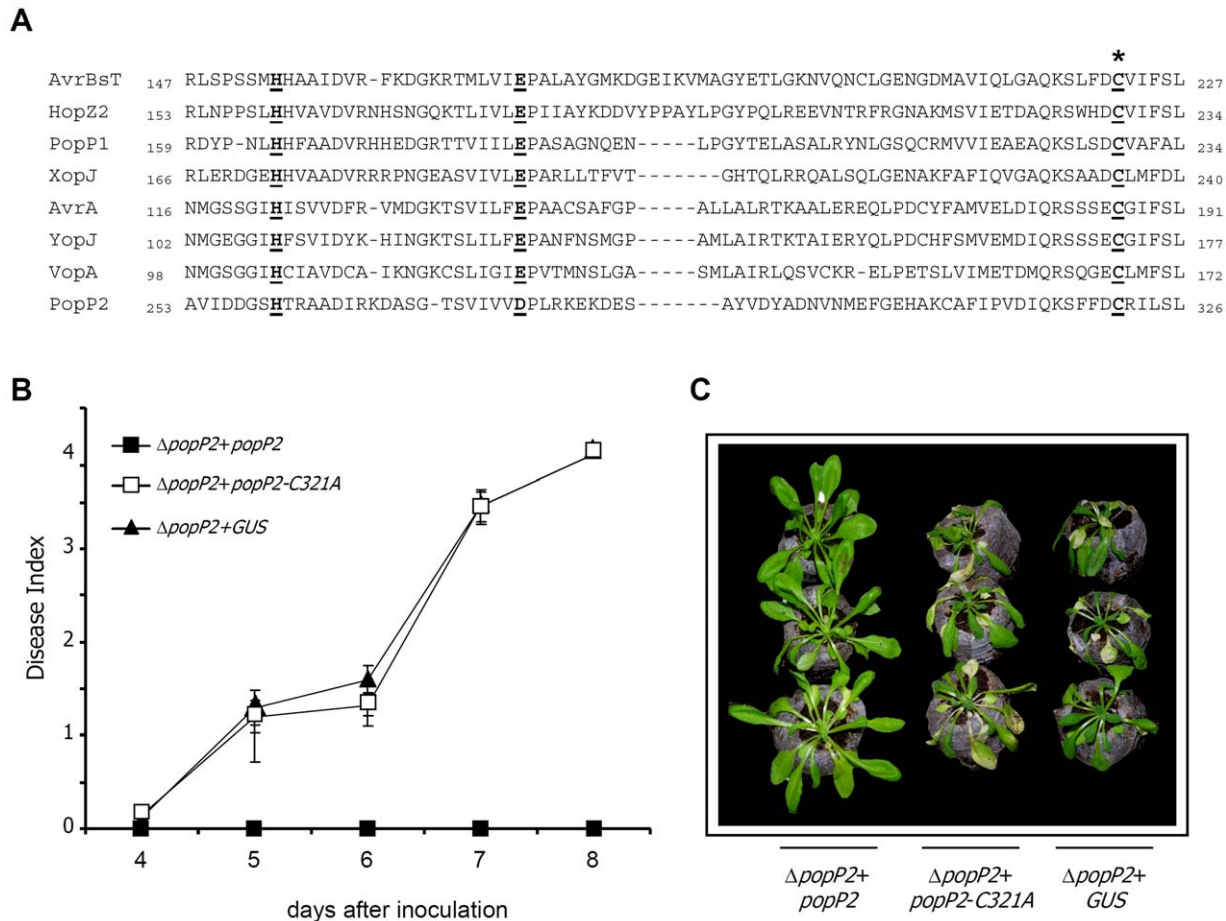 A
*
AvrBsT 147 RLSPSSMHHAAIDVR-FKDGKRTMLVIEPALAYGMKDGEIKVMAGYETLGKNVQNCLGENGDMAVIQLGAQKSLFDCVIFSL 227
HopZ2 153 RLNPPSLHHVAVDVRNHSNGQKTLIVLEPIIAYKDDVYPPAYLPGYPQLREEVNTRFRGNAKMSVIETDAQRSWHDCVIFSL 234
PopP1 159 RDYP-NLHHFAADVRHHEDGRTTVIILEPASAGNQEN-----LPGYTELASALRYNLGSQCRMVVIEAEAQKSLSDCVAFAL 234
XopJ 166 RLERDGEHHVAADVRRRPNGEASVIVLEPARLLTFVT-------GHTQLRRQALSQLGENAKFAFIQVGAQKSAADCLMFDL 240
AvrA 116 NMGSSGIHISVVDFR-VMDGKTSVILFEPAACSAFGP-----ALLALRTKAALEREQLPDCYFAMVELDIQRSSSECGIFSL 191
YopJ 102 NMGEGGIHFSVIDYK-HINGKTSLILFEPANFNSMGP-----AMLAIRTKTAIERYQLPDCHFSMVEMDIQRSSSECGIFSL 177
VopA 98 NMGSGGIHCIAVDCA-IKNGKCSLIGIEPVTMNSLGA-----SMLAIRLQSVCKR-ELPETSLVIMETDMQRSQGECLMFSL 172
PopP2 253 AVIDDGSHTRAADIRKDASG-TSVIVVDPLRKEKDES-------AYVDYADNVNMEFGEHAKCAFIPVDIQKSFFDCRILSL 326
B
C
Disease Index
4
3
2
1
0
ΔpopP2+popP2
ΔpopP2+popP2-C321A
ΔpopP2+GUS
4 5 6 7 8
days after inoculation
ΔpopP2+
popP2
ΔpopP2+
popP2-C321A
ΔpopP2+
GUS